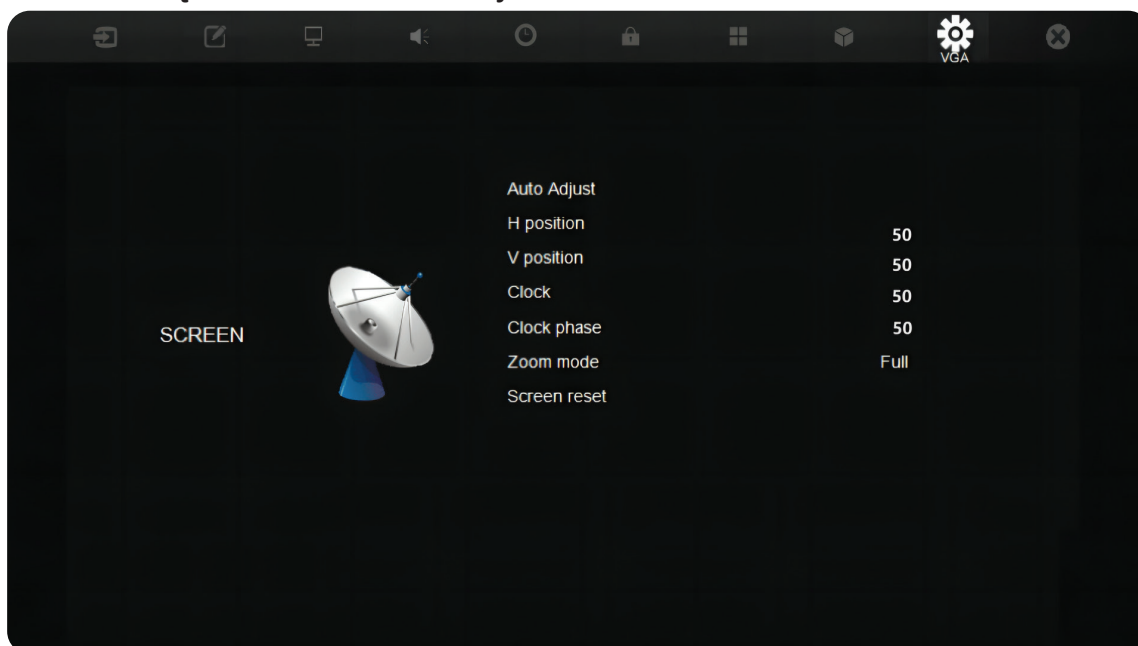 VGA
Auto Adjust
H position 50
V position 50
Clock 50
SCREEN
Clock phase 50
Zoom mode Full
Screen reset